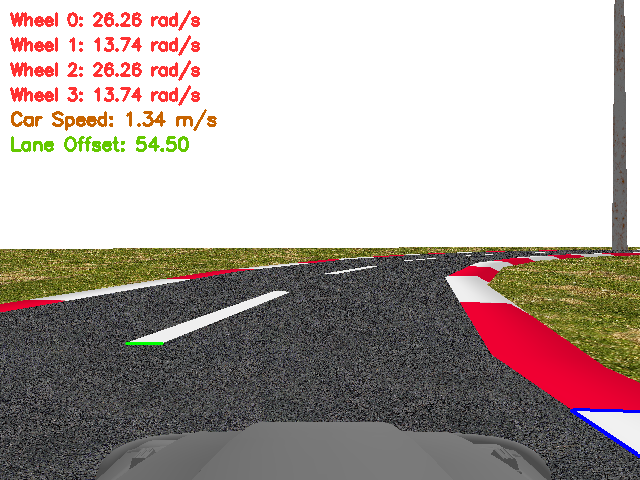 Wheel 0: 26.26 rad/s
Wheel 1: 13.74 rad/s
Wheel 2: 26.26 rad/s
Wheel 3: 13.74 rad/s
Car Speed: 1.34 m/s
Lane Offset: 54.50